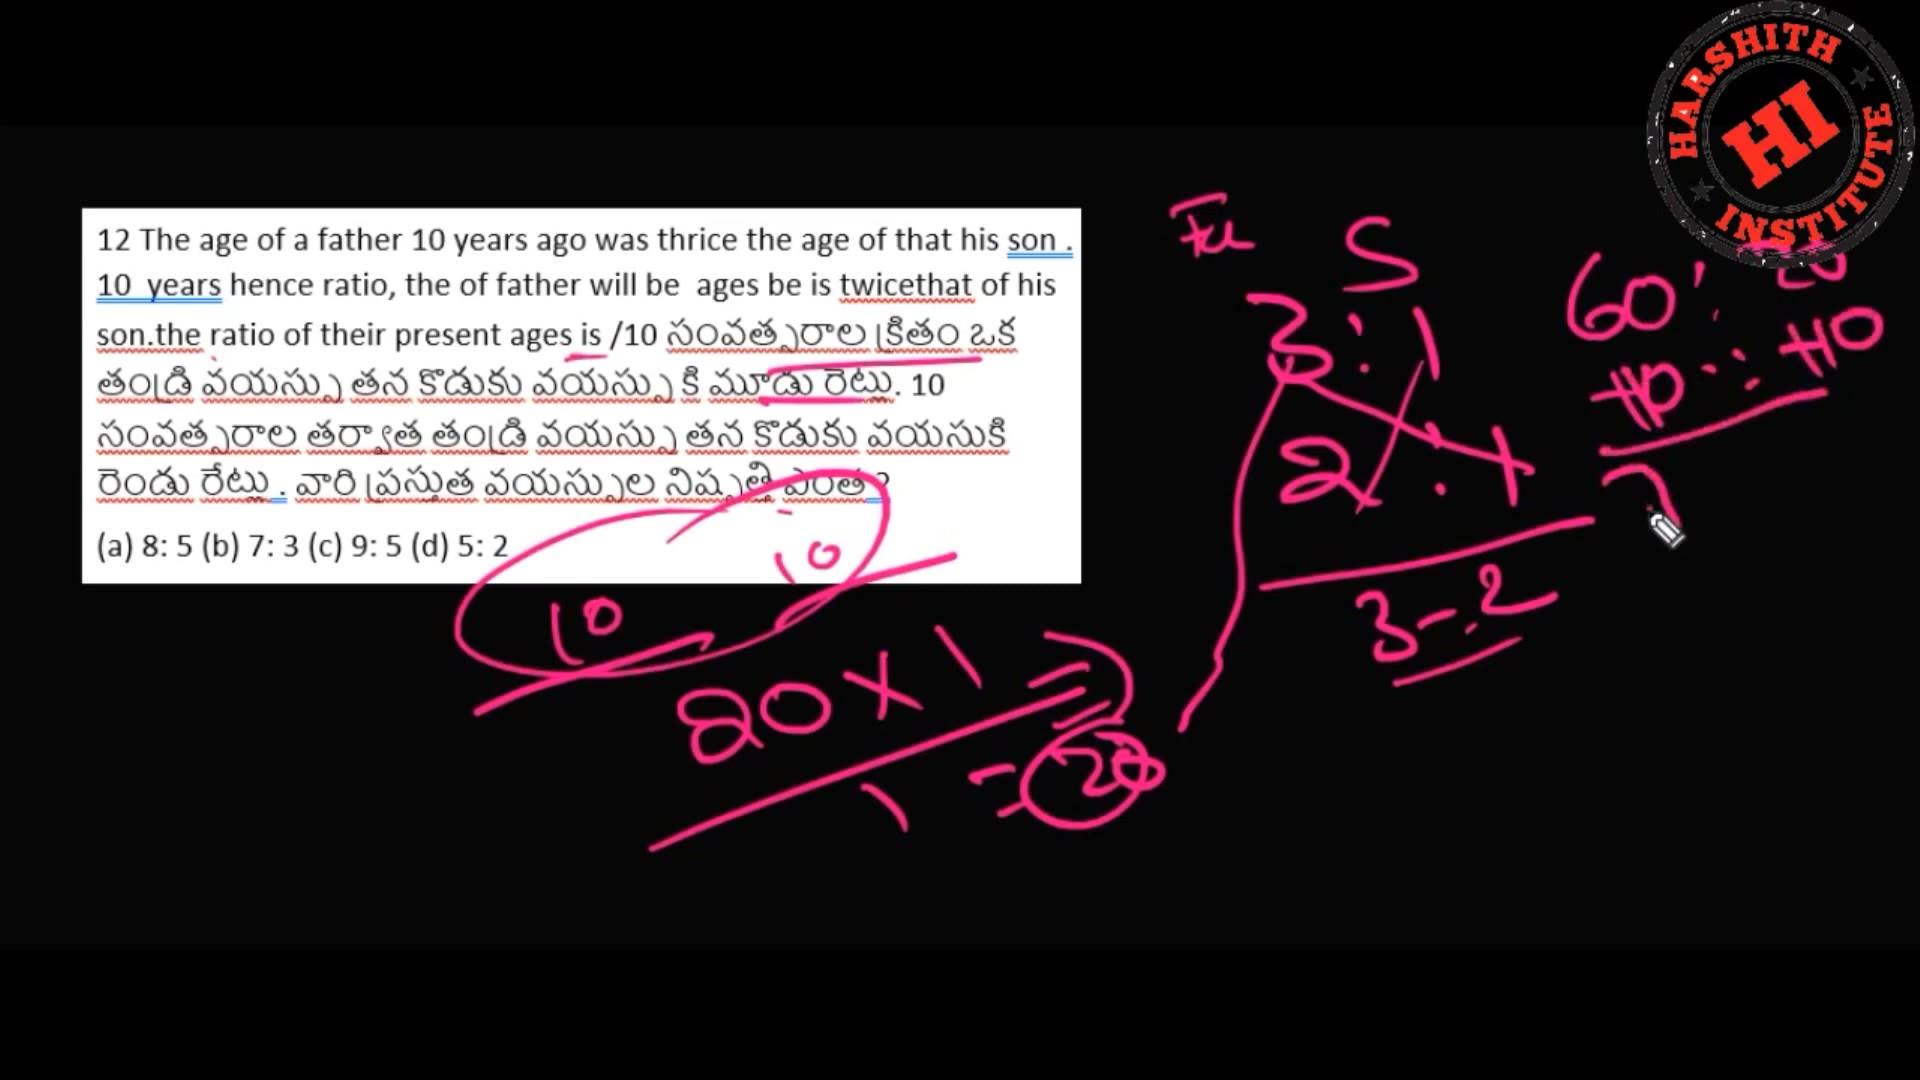 HARSHITH
HI
INSTITUTE
12 The age of a father 10 years ago was thrice the age of that his son .
10 years hence ratio, the of father will be ages be is twicethat of his
son.the ratio of their present ages is /10 సంవత్సరాల క్రితం ఒక
తండ్రి వయస్సు తన కొడుకు వయస్సు కి మూడు రెట్లు. 10
సంవత్సరాల తర్వాత తండ్రి వయస్సు తన కొడుకు వయసుకి
రెండు రేట్లు . వారి ప్రస్తుత వయస్సుల నిష్పత్తి ఎంత ?
(a) 8: 5 (b) 7: 3 (c) 9: 5 (d) 5: 2
S
3 : 1
2 : 1
3-2
60 : 20
+10 : +10
7
10 10
20 x 1
1 = 20